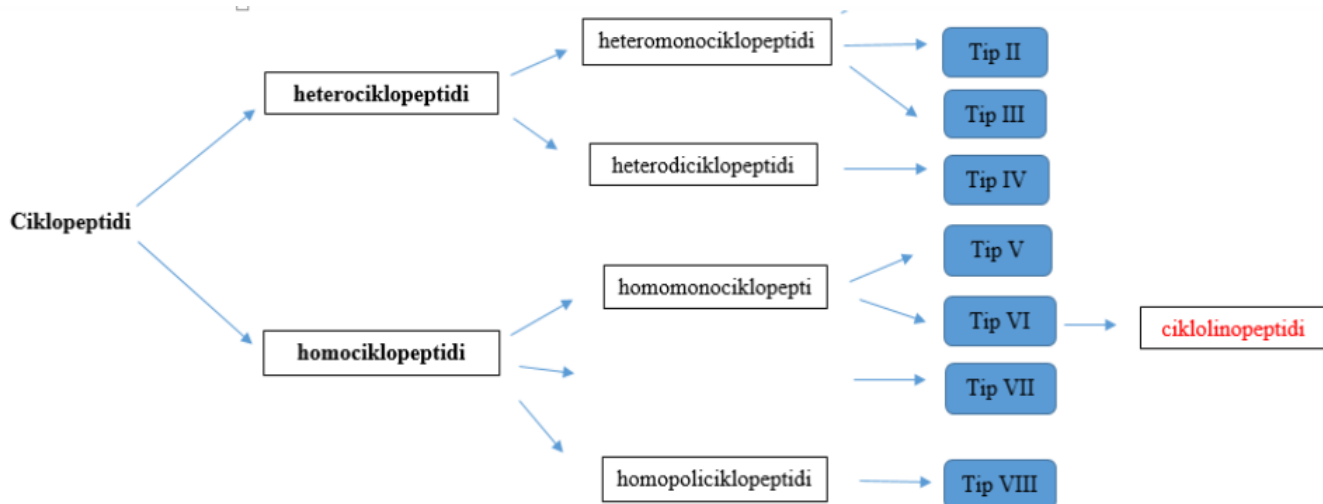 heteromonociklopeptidi
Tip II
heterociklopeptidi
Tip III
heterodiciklopeptidi
Tip IV
Ciklopeptidi
Tip V
homomonociklopepti
Tip VI
ciklolinopeptidi
homociklopeptidi
Tip VII
homopoliciklopeptidi
Tip VIII